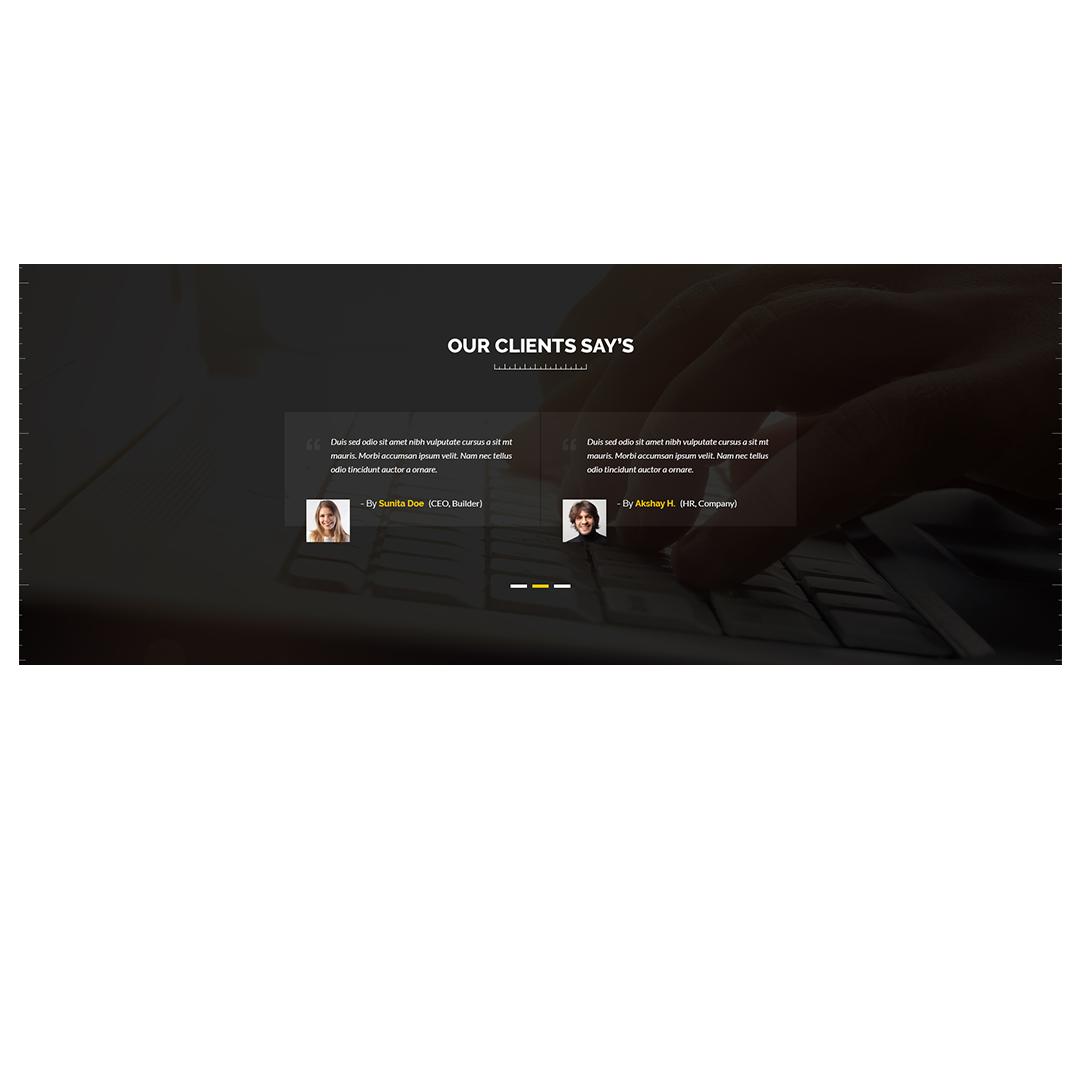 OUR CLIENTS SAY’S
“
Duis sed odio sit amet nibh vulputate cursus a sit mt
mauris. Morbi accumsan ipsum velit. Nam nec tellus
odio tincidunt auctor a ornare.
- By Sunita Doe (CEO, Builder)
“
Duis sed odio sit amet nibh vulputate cursus a sit mt
mauris. Morbi accumsan ipsum velit. Nam nec tellus
odio tincidunt auctor a ornare.
- By Akshay H. (HR, Company)